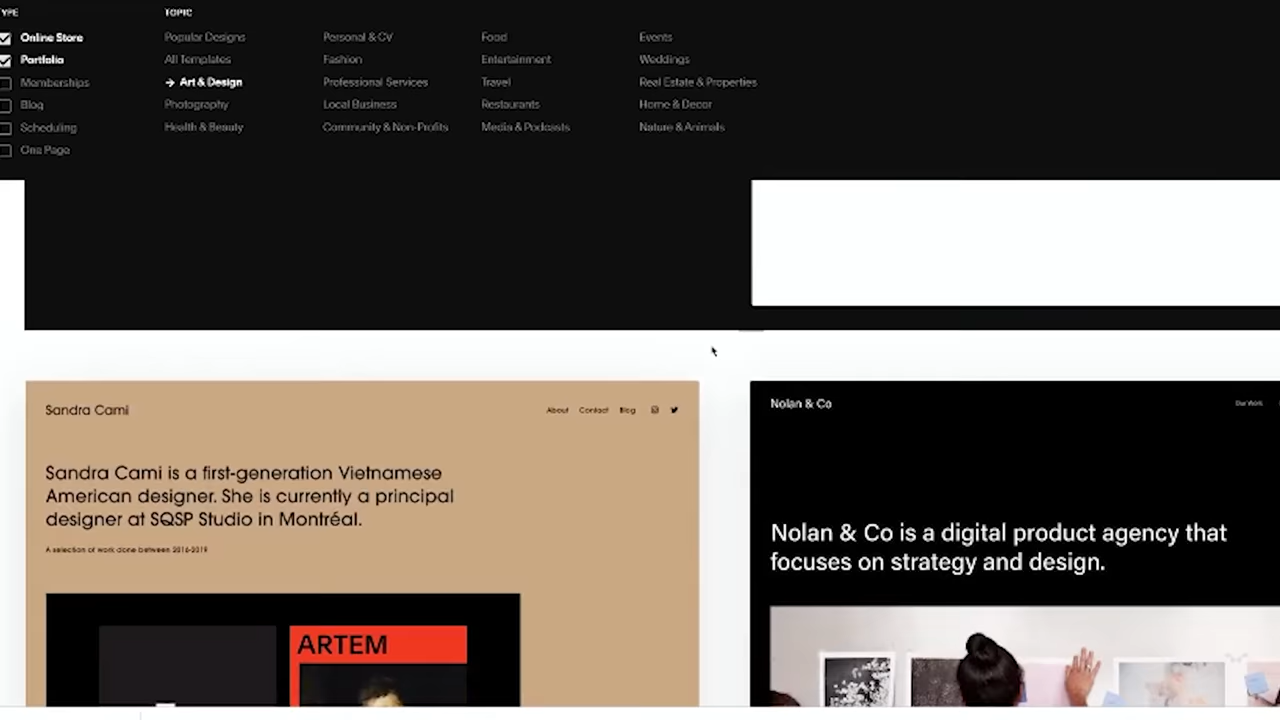 TYPE
TOPIC
Online Store
Popular Designs
Personal & CV
Food
Events
Portfolio
All Templates
Fashion
Entertainment
Weddings
Memberships
→ Art & Design
Professional Services
Travel
Real Estate & Properties
Blog
Photography
Local Business
Restaurants
Home & Decor
Scheduling
Health & Beauty
Community & Non-Profits
Media & Podcasts
Nature & Animals
One Page
Sandra Cami
About
Contact
Blog
Nolan & Co
Our Work
Sandra Cami is a first-generation Vietnamese
American designer. She is currently a principal
designer at SQSP Studio in Montréal.
A selection of work done between 2016-2019
Nolan & Co is a digital product agency that
focuses on strategy and design.
ARTEM